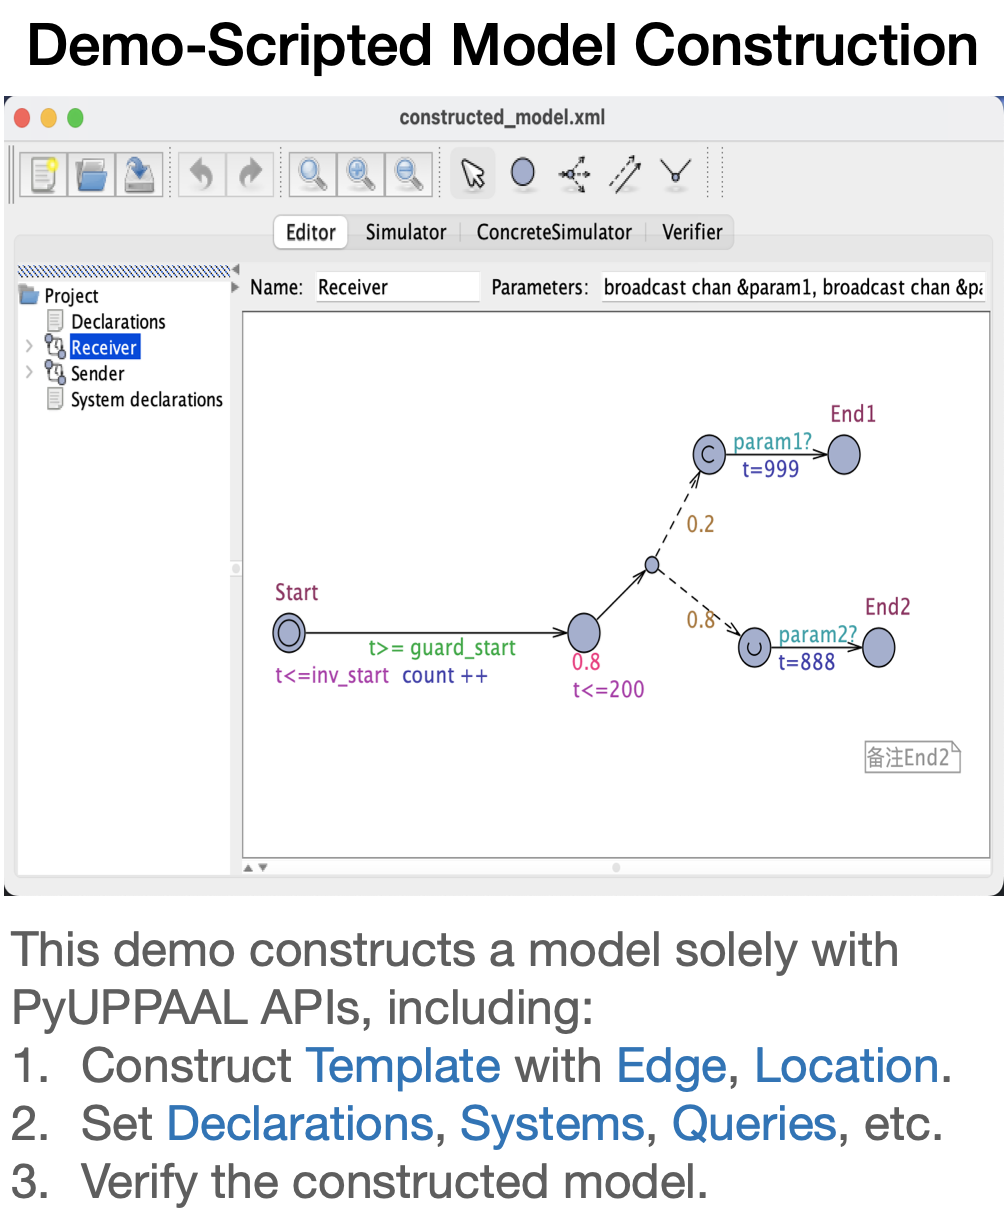 Demo-Scripted Model Construction
constructed_model.xml
Editor Simulator ConcreteSimulator Verifier
Name: Receiver Parameters: broadcast chan &param1, broadcast chan &pa
Project
Declarations
Receiver
Sender
System declarations
End1
C param1?
t=999
0.2
Start
End2
0.8
param2?
t>= guard_start
t=888
t<=inv_start count ++
0.8
t<=200
备注End2
This demo constructs a model solely with
PyUPPAAL APIs, including:
1. Construct Template with Edge, Location.
2. Set Declarations, Systems, Queries, etc.
3. Verify the constructed model.